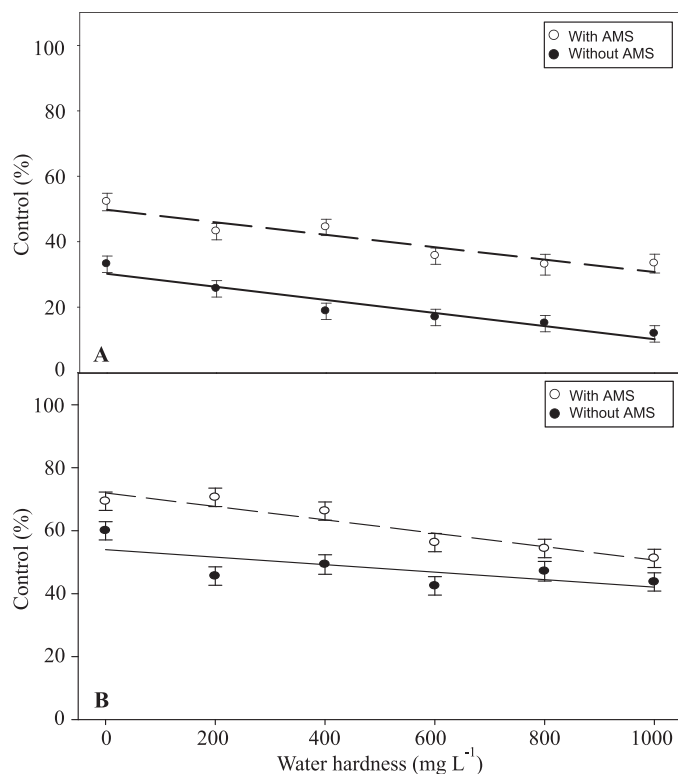 100
80
60
40
20
0
Control (%)
With AMS
Without AMS
A
100
80
60
40
20
0
Control (%)
With AMS
Without AMS
B
0 200 400 600 800 1000
Water hardness (mg L⁻¹)